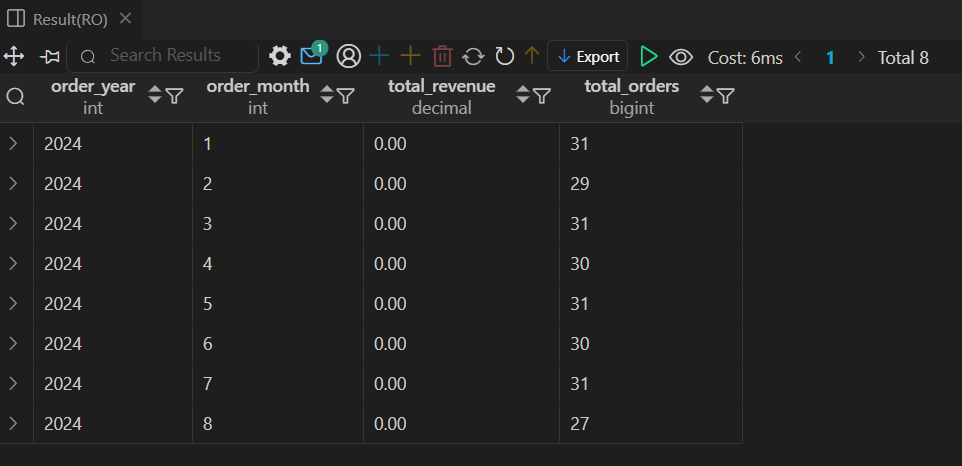 Result(RO)
1
Search Results
Export
Cost: 6ms
1
Total 8
order_year order_month total_revenue total_orders
int int decimal bigint
2024 1 0.00 31
2024 2 0.00 29
2024 3 0.00 31
2024 4 0.00 30
2024 5 0.00 31
2024 6 0.00 30
2024 7 0.00 31
2024 8 0.00 27